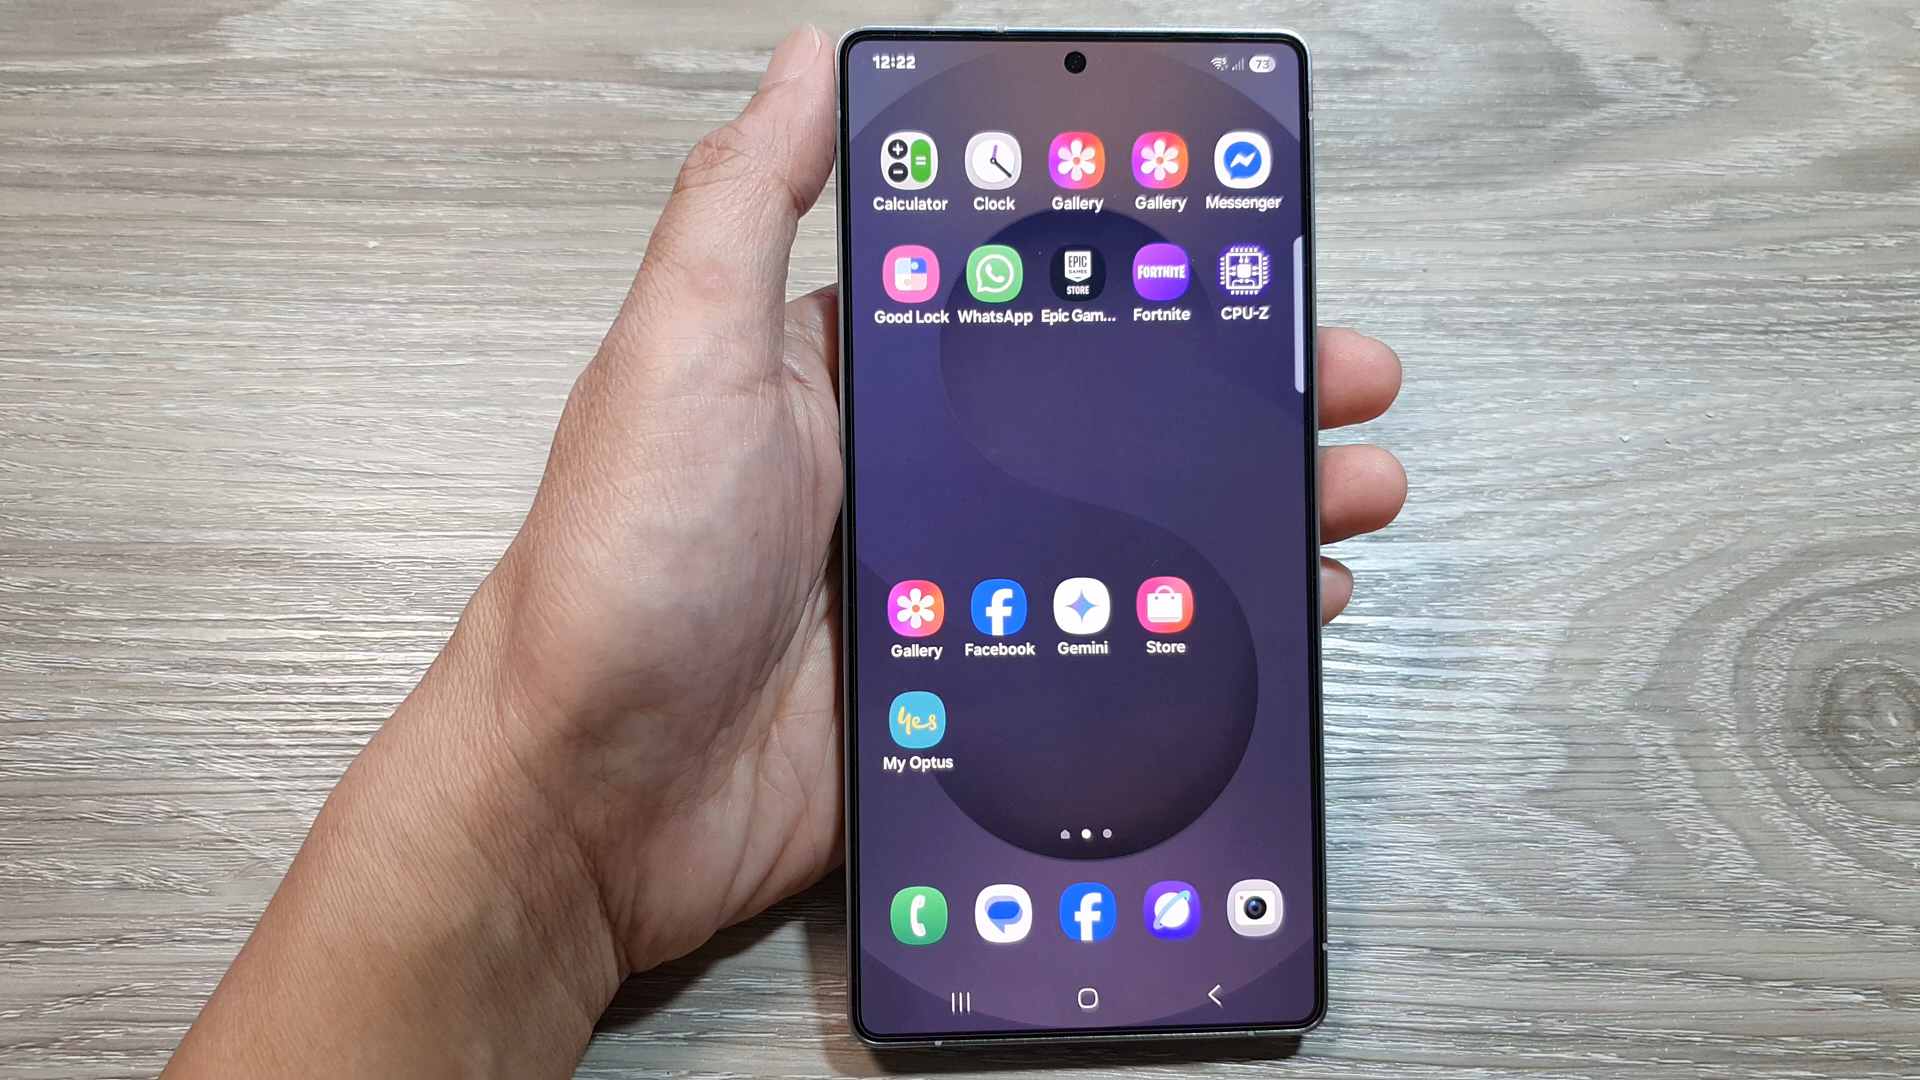 12:22 73
Calculator Clock Gallery Gallery Messenger
EPIC
GAMES
STORE
FORTNITE
Good Lock WhatsApp Epic Gam... Fortnite CPU-Z
Gallery Facebook Gemini Store
yes
My Optus